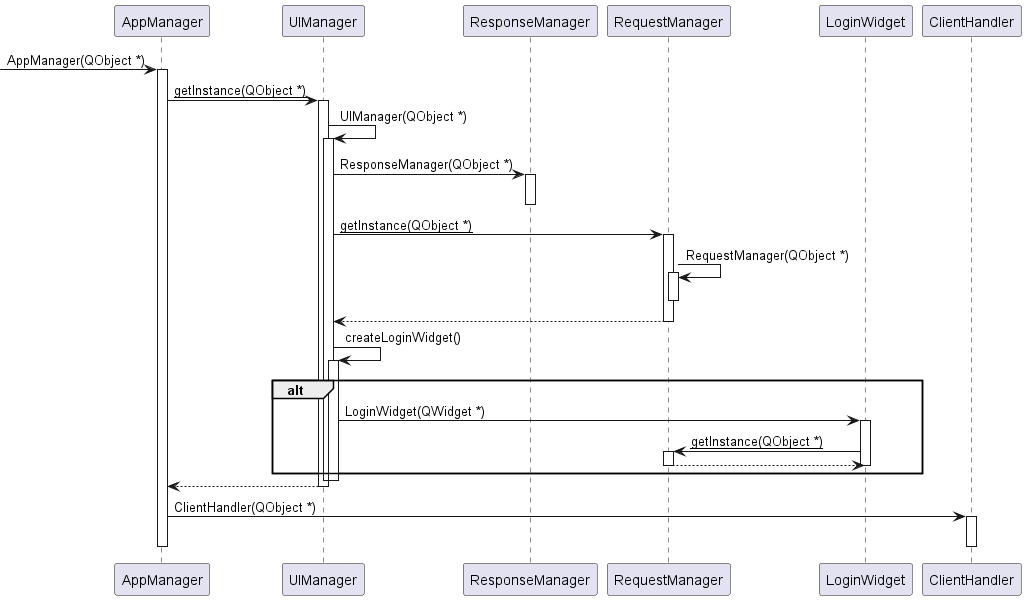 AppManager UIManager ResponseManager RequestManager LoginWidget ClientHandler
AppManager(QObject *)
getInstance(QObject *)
UIManager(QObject *)
ResponseManager(QObject *)
getInstance(QObject *)
RequestManager(QObject *)
createLoginWidget()
alt
LoginWidget(QWidget *)
getInstance(QObject *)
ClientHandler(QObject *)
AppManager UIManager ResponseManager RequestManager LoginWidget ClientHandler